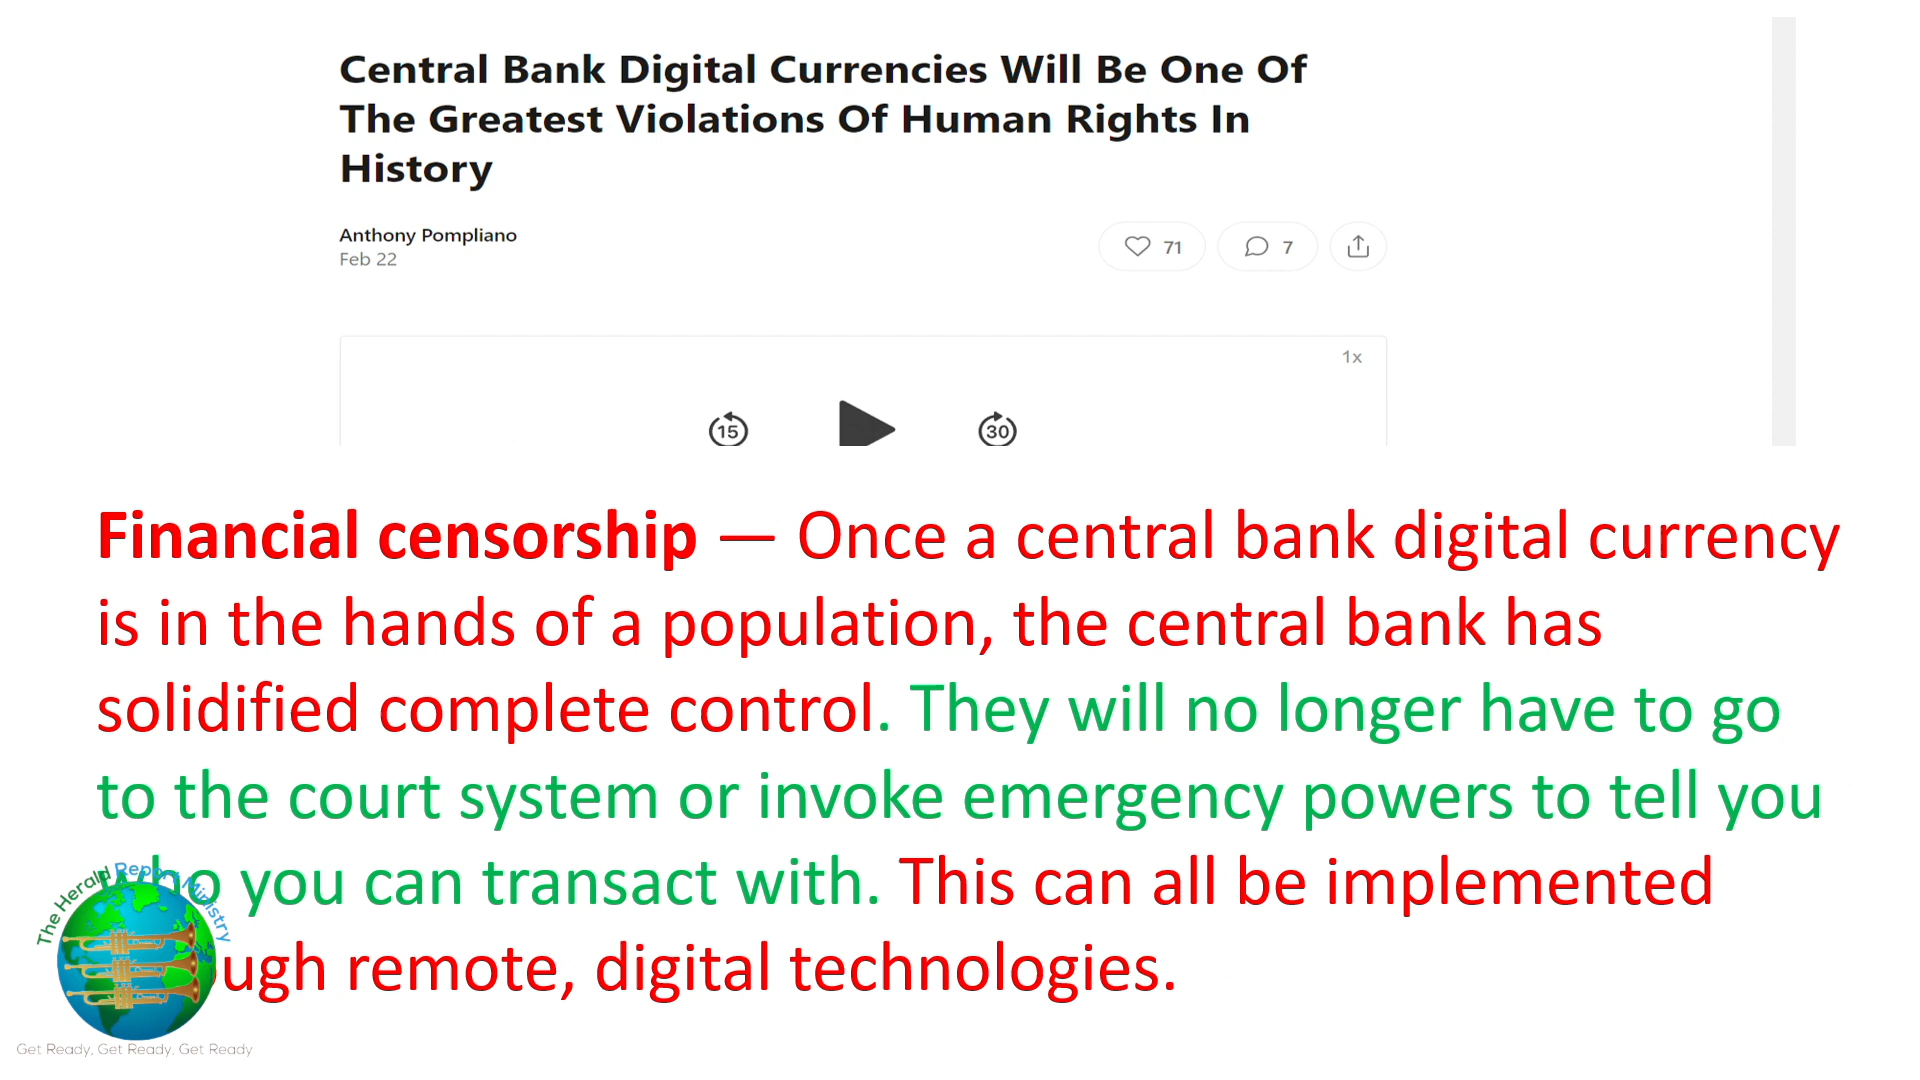 Central Bank Digital Currencies Will Be One Of
The Greatest Violations Of Human Rights In
History
Anthony Pompliano
Feb 22
71
7
1x
15
30
Financial censorship — Once a central bank digital currency
is in the hands of a population, the central bank has
solidified complete control. They will no longer have to go
to the court system or invoke emergency powers to tell you
who you can transact with. This can all be implemented
ugh remote, digital technologies.
The Herald Report Ministry
Get Ready, Get Ready, Get Ready